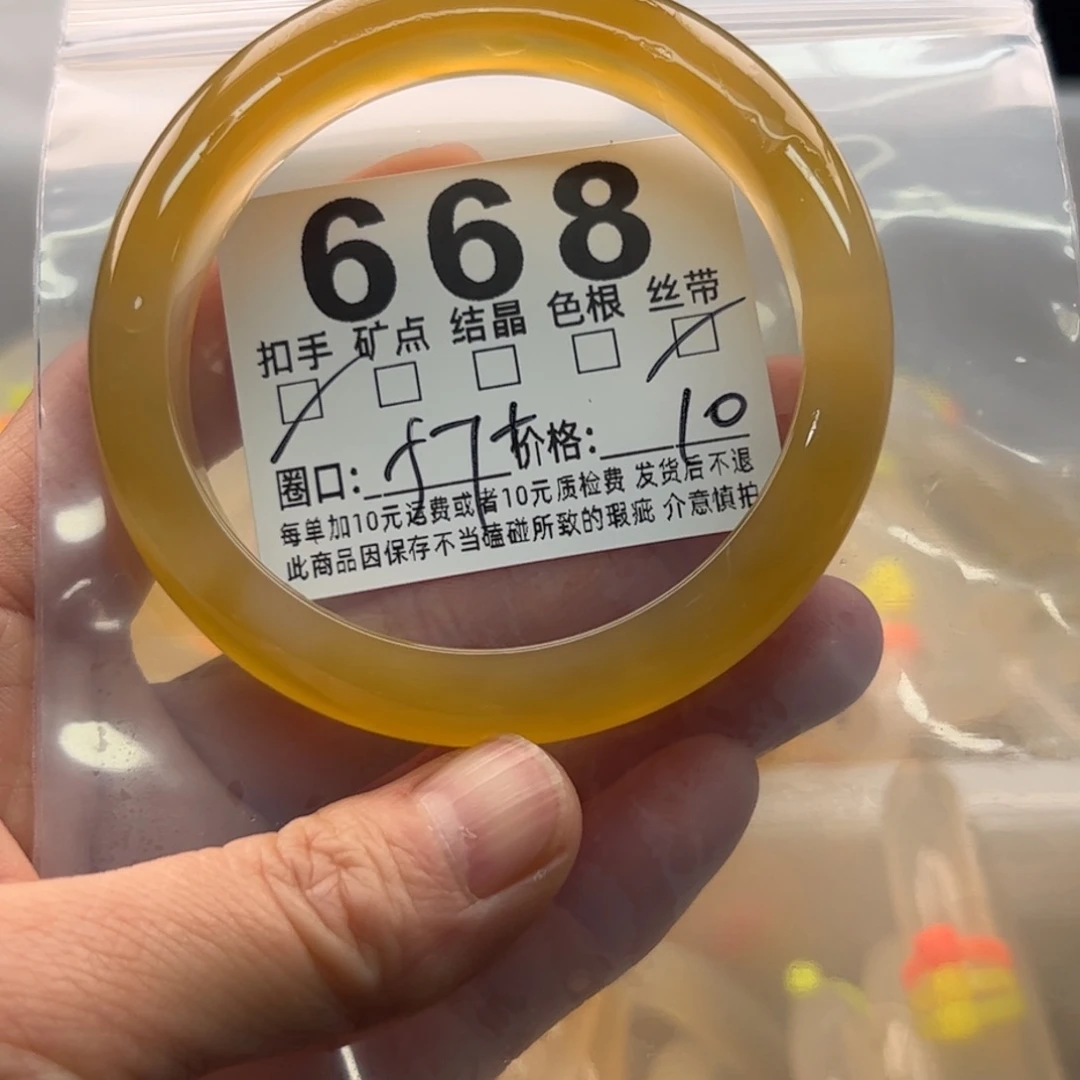 668
扣手 矿点 结晶 色根 丝带
圈口: 57+ 价格: 10
每单加10元运费或者10元质检费 发货后不退
此商品因保存不当磕碰所致的瑕疵 介意慎拍